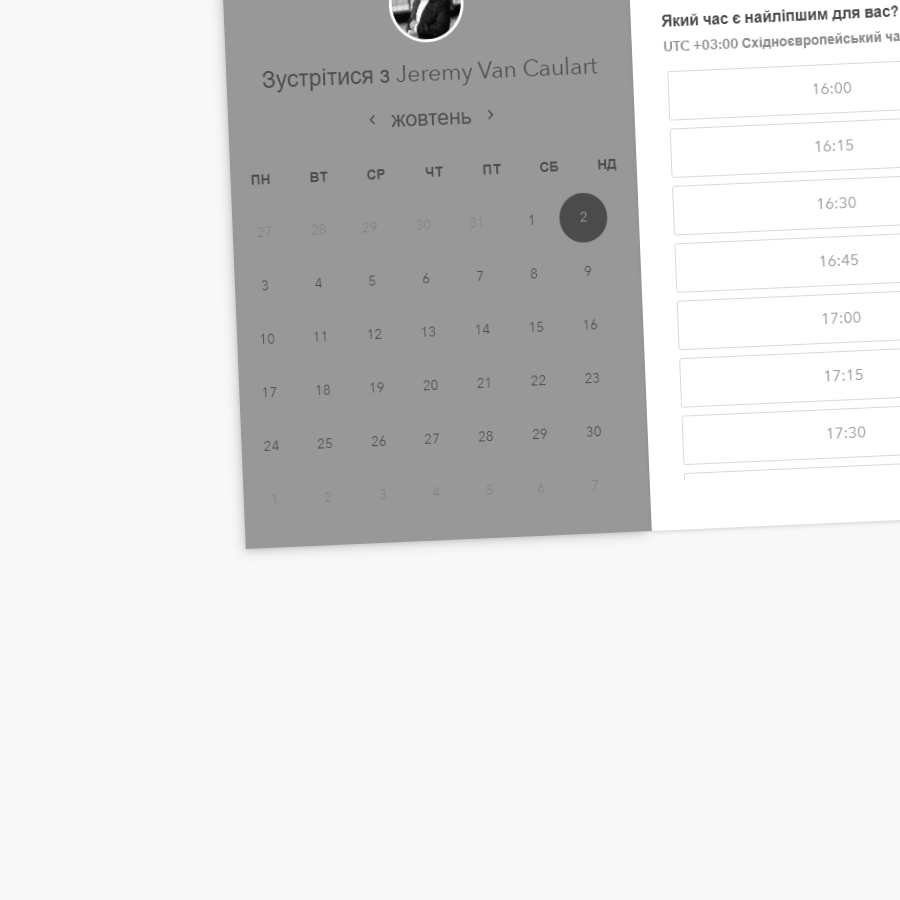 Зустрітися з Jeremy Van Caulart
жовтень
ПН ВТ СР ЧТ ПТ СБ НД
27 28 29 30 31 1 2
3 4 5 6 7 8 9
10 11 12 13 14 15 16
17 18 19 20 21 22 23
24 25 26 27 28 29 30
1 2 3 4 5 6 7
Який час є найліпшим для вас?
UTC +03:00 Східноєвропейський ча
16:00
16:15
16:30
16:45
17:00
17:15
17:30